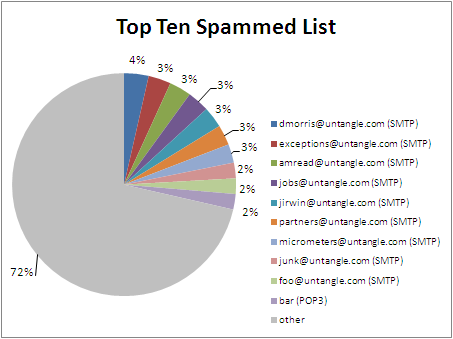 Top Ten Spammed List
4%
3%
3%
3%
3%
3%
3%
2%
2%
2%
72%
dmorris@untangle.com (SMTP)
exceptions@untangle.com (SMTP)
amread@untangle.com (SMTP)
jobs@untangle.com (SMTP)
jirwin@untangle.com (SMTP)
partners@untangle.com (SMTP)
micrometers@untangle.com (SMTP)
junk@untangle.com (SMTP)
foo@untangle.com (SMTP)
bar (POP3)
other